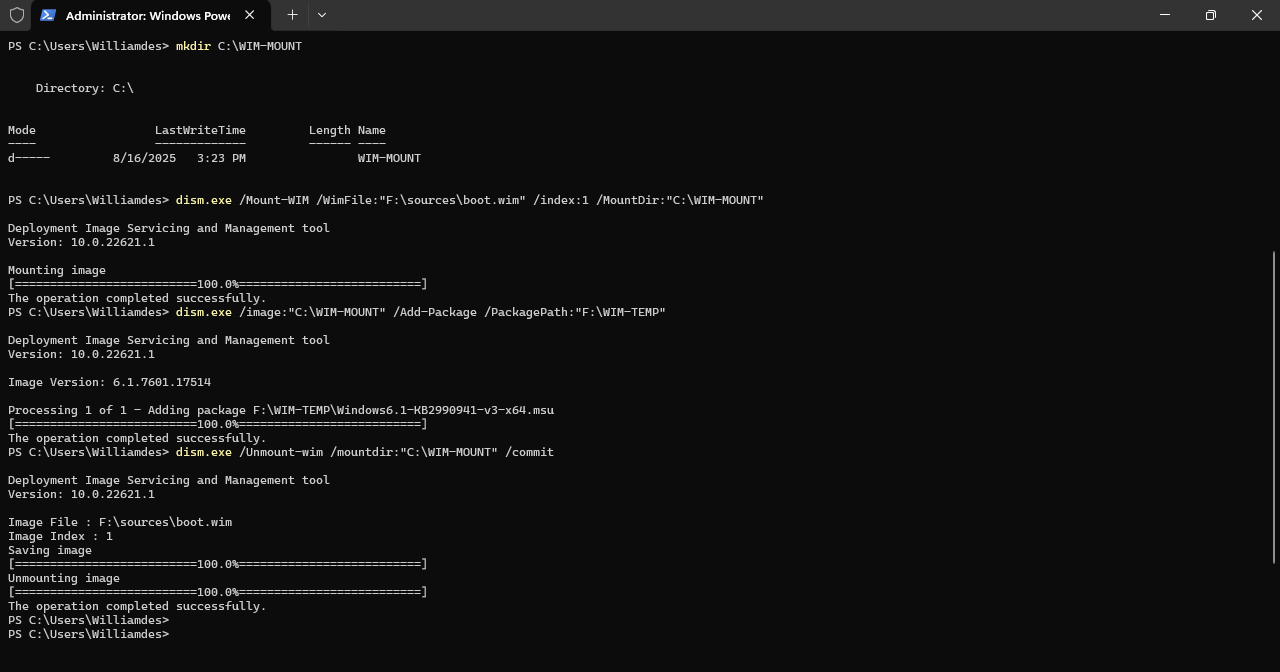 Administrator: Windows Powe
PS C:\Users\Williamdes> mkdir C:\WIM-MOUNT
Directory: C:\
Mode                 LastWriteTime         Length Name
----                 -------------         ------ ----
d-----         8/16/2025   3:23 PM                WIM-MOUNT
PS C:\Users\Williamdes> dism.exe /Mount-WIM /WimFile:"F:\sources\boot.wim" /index:1 /MountDir:"C:\WIM-MOUNT"
Deployment Image Servicing and Management tool
Version: 10.0.22621.1
Mounting image
[==========================100.0%==========================]
The operation completed successfully.
PS C:\Users\Williamdes> dism.exe /image:"C:\WIM-MOUNT" /Add-Package /PackagePath:"F:\WIM-TEMP"
Deployment Image Servicing and Management tool
Version: 10.0.22621.1
Image Version: 6.1.7601.17514
Processing 1 of 1 - Adding package F:\WIM-TEMP\Windows6.1-KB2990941-v3-x64.msu
[==========================100.0%==========================]
The operation completed successfully.
PS C:\Users\Williamdes> dism.exe /Unmount-wim /mountdir:"C:\WIM-MOUNT" /commit
Deployment Image Servicing and Management tool
Version: 10.0.22621.1
Image File : F:\sources\boot.wim
Image Index : 1
Saving image
[==========================100.0%==========================]
Unmounting image
[==========================100.0%==========================]
The operation completed successfully.
PS C:\Users\Williamdes>
PS C:\Users\Williamdes>